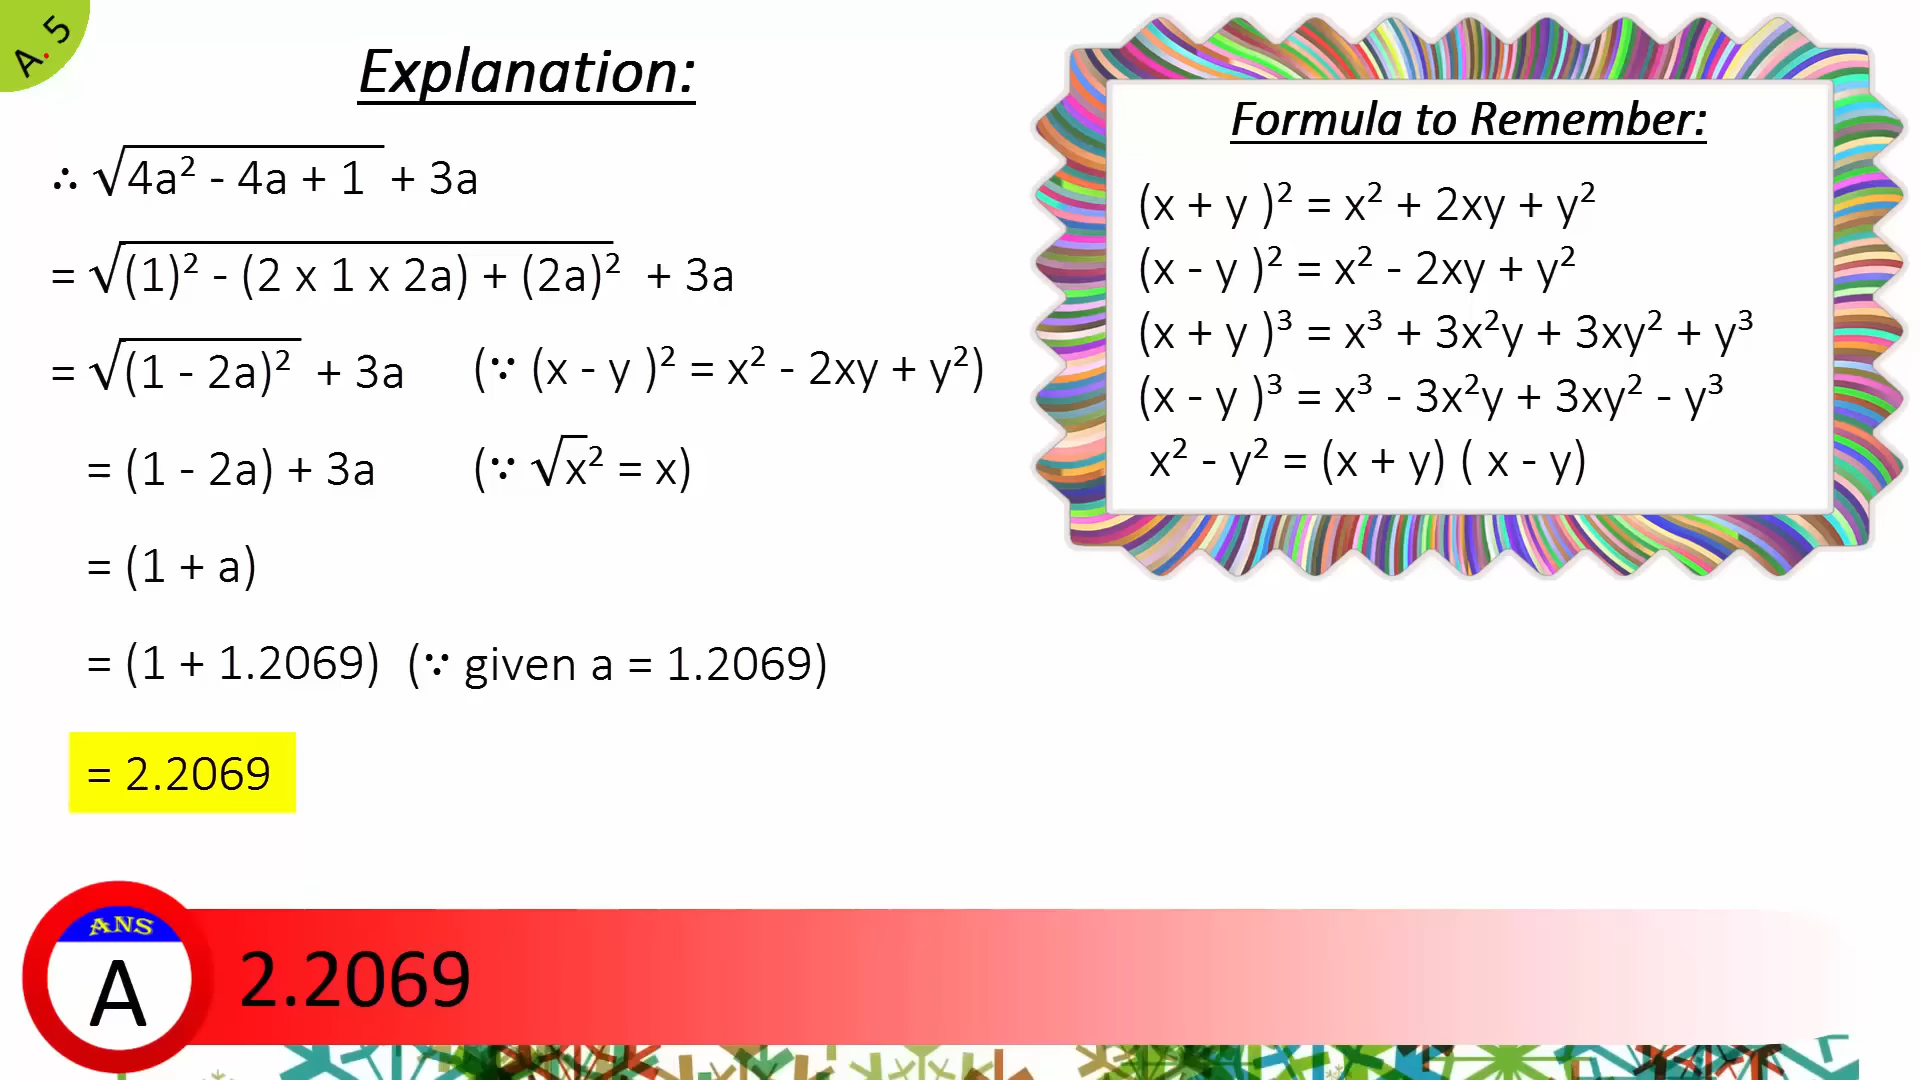 A. 5
Explanation:
∴ √4a² - 4a + 1 + 3a
= √(1)² - (2 x 1 x 2a) + (2a)² + 3a
= √(1 - 2a)² + 3a (∵ (x - y )² = x² - 2xy + y²)
= (1 - 2a) + 3a (∵ √x² = x)
= (1 + a)
= (1 + 1.2069) (∵ given a = 1.2069)
= 2.2069
Formula to Remember:
(x + y )² = x² + 2xy + y²
(x - y )² = x² - 2xy + y²
(x + y )³ = x³ + 3x²y + 3xy² + y³
(x - y )³ = x³ - 3x²y + 3xy² - y³
x² - y² = (x + y) ( x - y)
ANS
A
2.2069